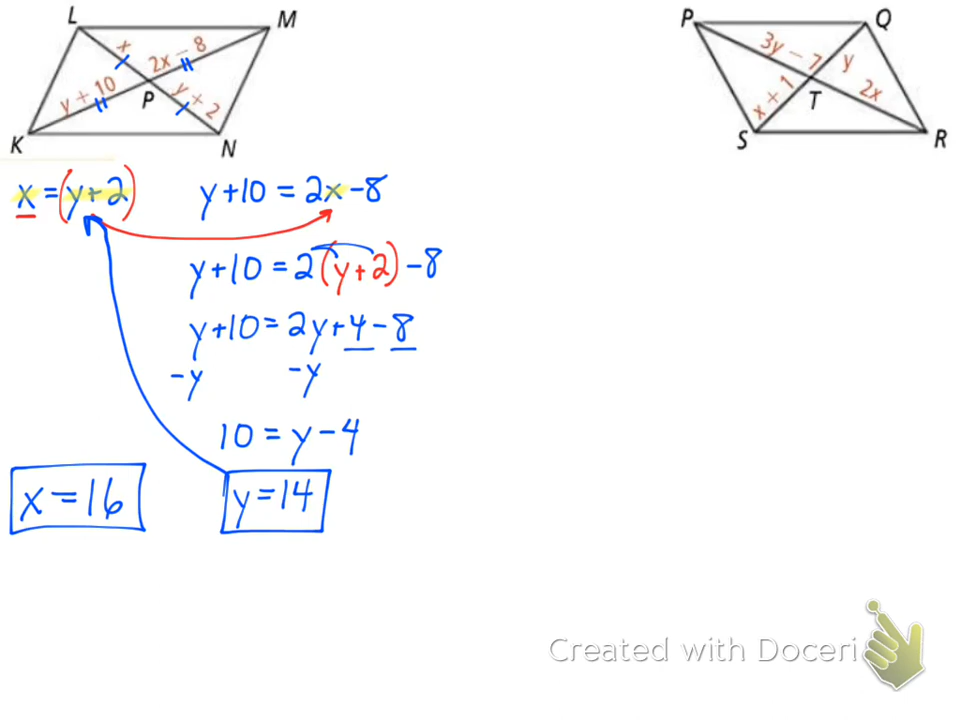 L
M
x
2x - 8
y + 10
P
y + 2
K
N
P
Q
3y - 7
y
x + 1
T
2x
S
R
x = (y+2)
y+10 = 2x-8
y+10 = 2(y+2)-8
y+10 = 2y+4-8
-y -y
10 = y-4
x=16
y=14
Created with Doceri